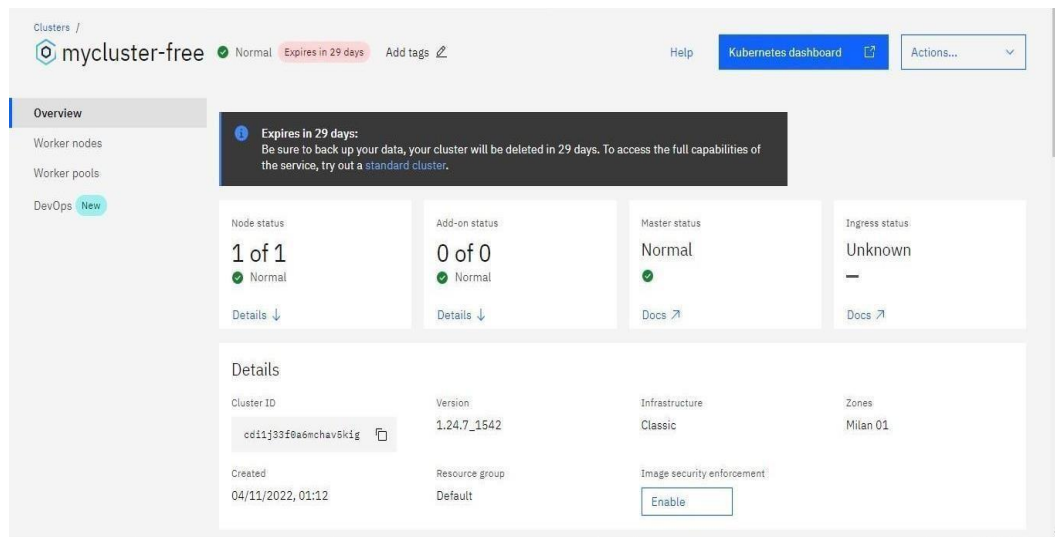 Clusters /
mycluster-free Normal Expires in 29 days Add tags Help Kubernetes dashboard Actions...
Overview
Worker nodes
Worker pools
DevOps New
Expires in 29 days:
Be sure to back up your data, your cluster will be deleted in 29 days. To access the full capabilities of
the service, try out a standard cluster.
Node status Add-on status Master status Ingress status
1 of 1 0 of 0 Normal Unknown
Normal Normal –
Details ↓ Details ↓ Docs ↗ Docs ↗
Details
Cluster ID Version Infrastructure Zones
cdi1j33f0a6mchav5kig 1.24.7_1542 Classic Milan 01
Created Resource group Image security enforcement
04/11/2022, 01:12 Default Enable